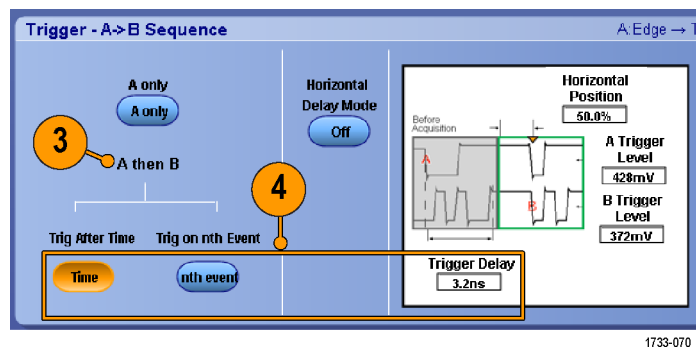 Trigger - A->B Sequence
A:Edge →
A only
A only
3
A then B
4
Trig After Time
Trig on nth Event
Time
nth event
Horizontal
Delay Mode
Off
Before
Acquisition
A
B
Horizontal
Position
50.0%
A Trigger
Level
428mV
B Trigger
Level
372mV
Trigger Delay
3.2ns
1733-070